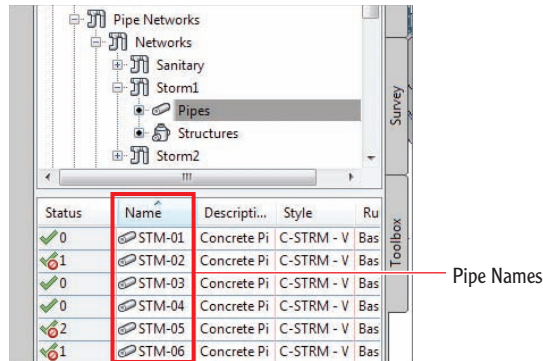 Pipe Networks
Networks
Sanitary
Storm1
Pipes
Structures
Storm2
Survey
Toolbox
Status Name Descripti... Style Ru
0 STM-01 Concrete Pi C-STRM - V Bas
1 STM-02 Concrete Pi C-STRM - V Bas
0 STM-03 Concrete Pi C-STRM - V Bas
0 STM-04 Concrete Pi C-STRM - V Bas
2 STM-05 Concrete Pi C-STRM - V Bas
1 STM-06 Concrete Pi C-STRM - V Bas
Pipe Names